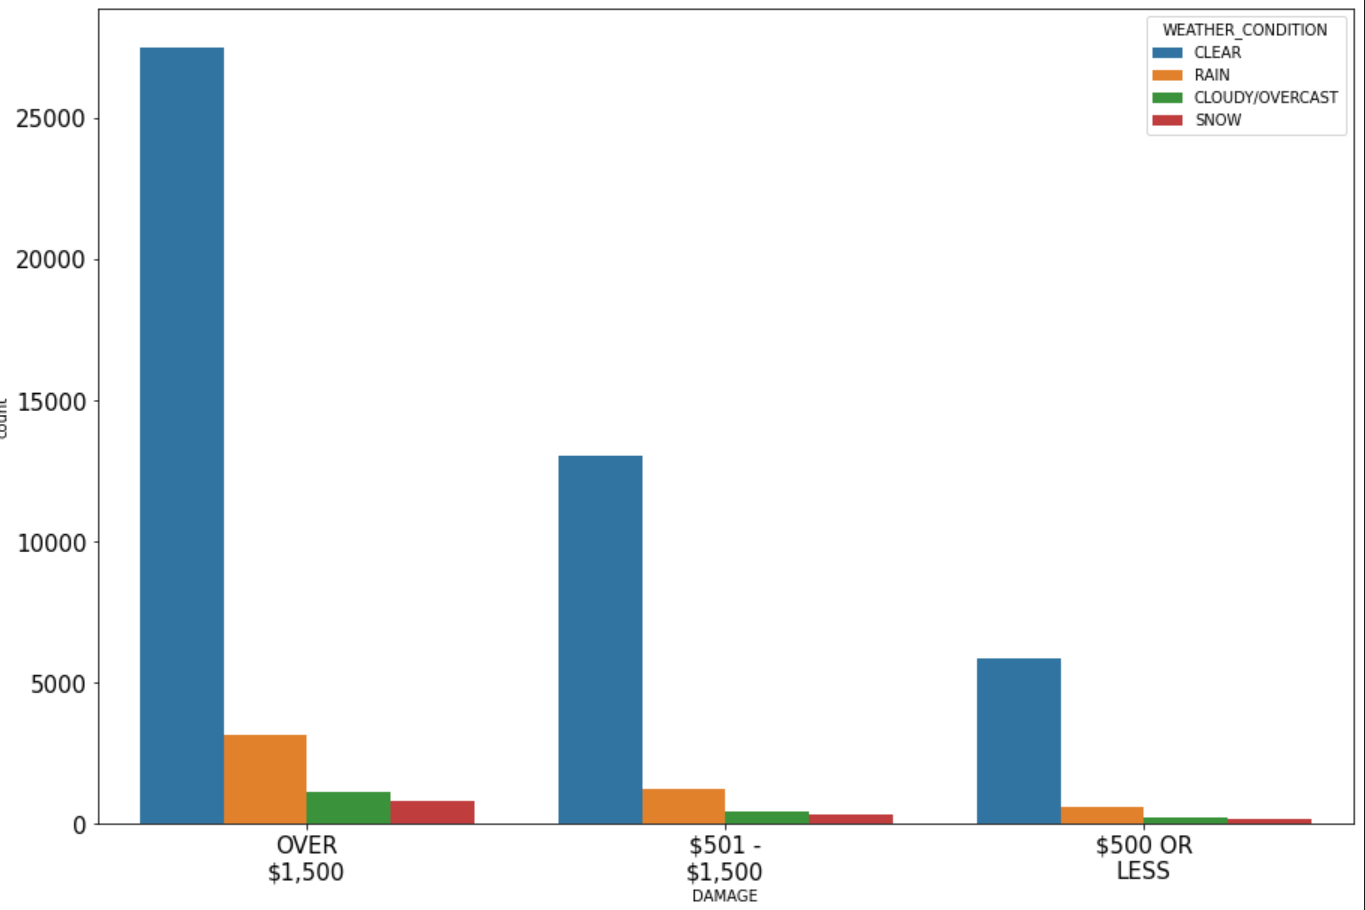 WEATHER_CONDITION
CLEAR
RAIN
CLOUDY/OVERCAST
SNOW
25000
20000
15000
10000
5000
0
count
OVER
$1,500
$501 -
$1,500
$500 OR
LESS
DAMAGE